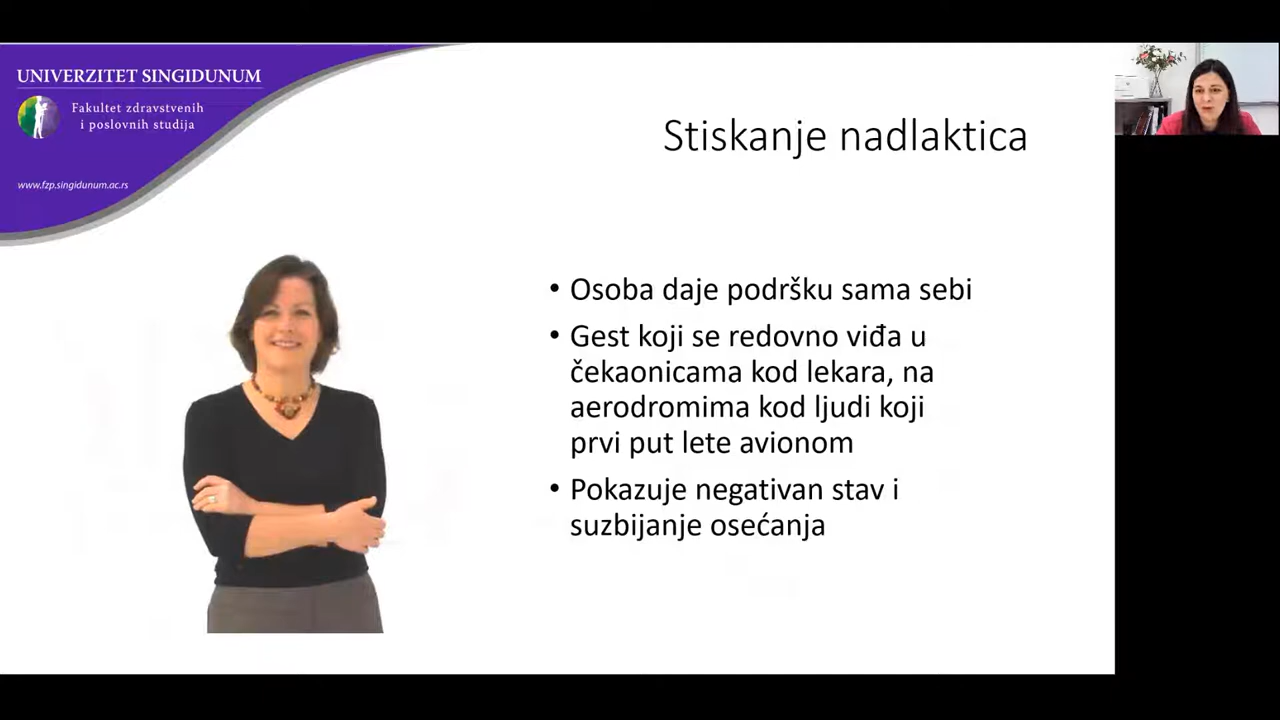 UNIVERZITET SINGIDUNUM
Fakultet zdravstvenih
i poslovnih studija
www.fzp.singidunum.ac.rs
Stiskanje nadlaktica
• Osoba daje podršku sama sebi
• Gest koji se redovno viđa u
čekaonicama kod lekara, na
aerodromima kod ljudi koji
prvi put lete avionom
• Pokazuje negativan stav i
suzbijanje osećanja